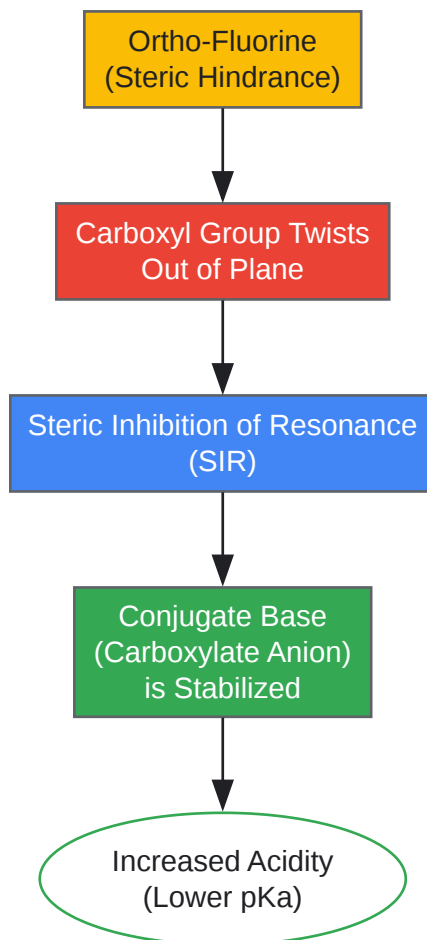 Ortho-Fluorine
(Steric Hindrance)
Carboxyl Group Twists
Out of Plane
Steric Inhibition of Resonance
(SIR)
Conjugate Base
(Carboxylate Anion)
is Stabilized
Increased Acidity
(Lower pKa)